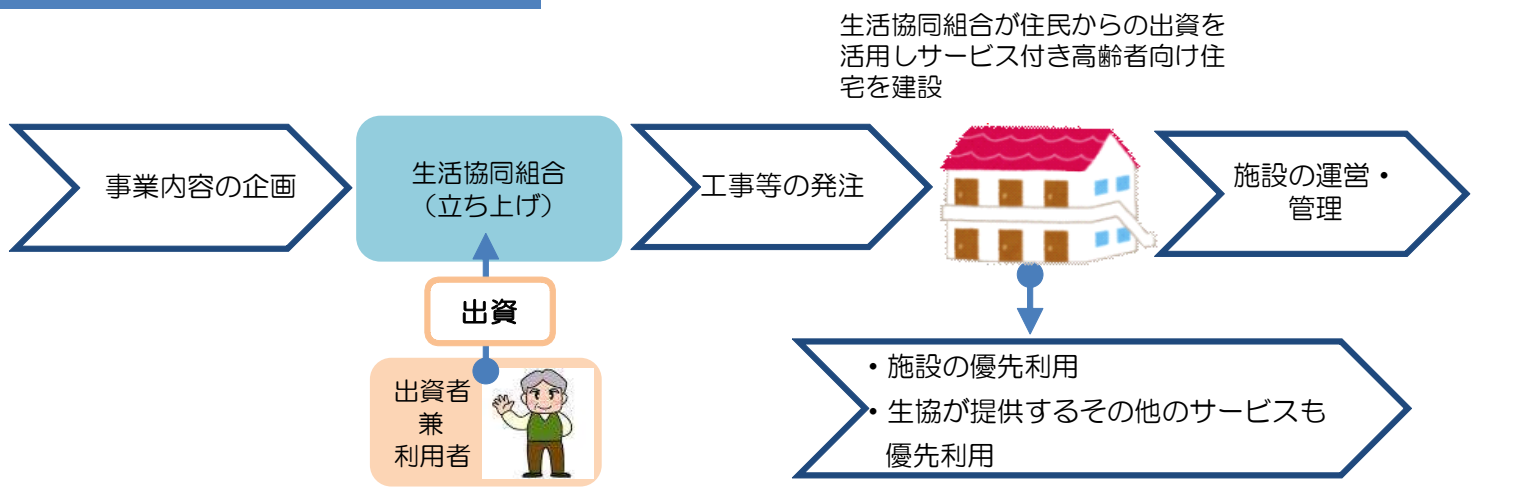 生活協同組合が住民からの出資を
活用しサービス付き高齢者向け住
宅を建設
事業内容の企画
生活協同組合
（立ち上げ）
工事等の発注
施設の運営・
管理
出資
出資者
兼
利用者
・施設の優先利用
・生協が提供するその他のサービスも
優先利用